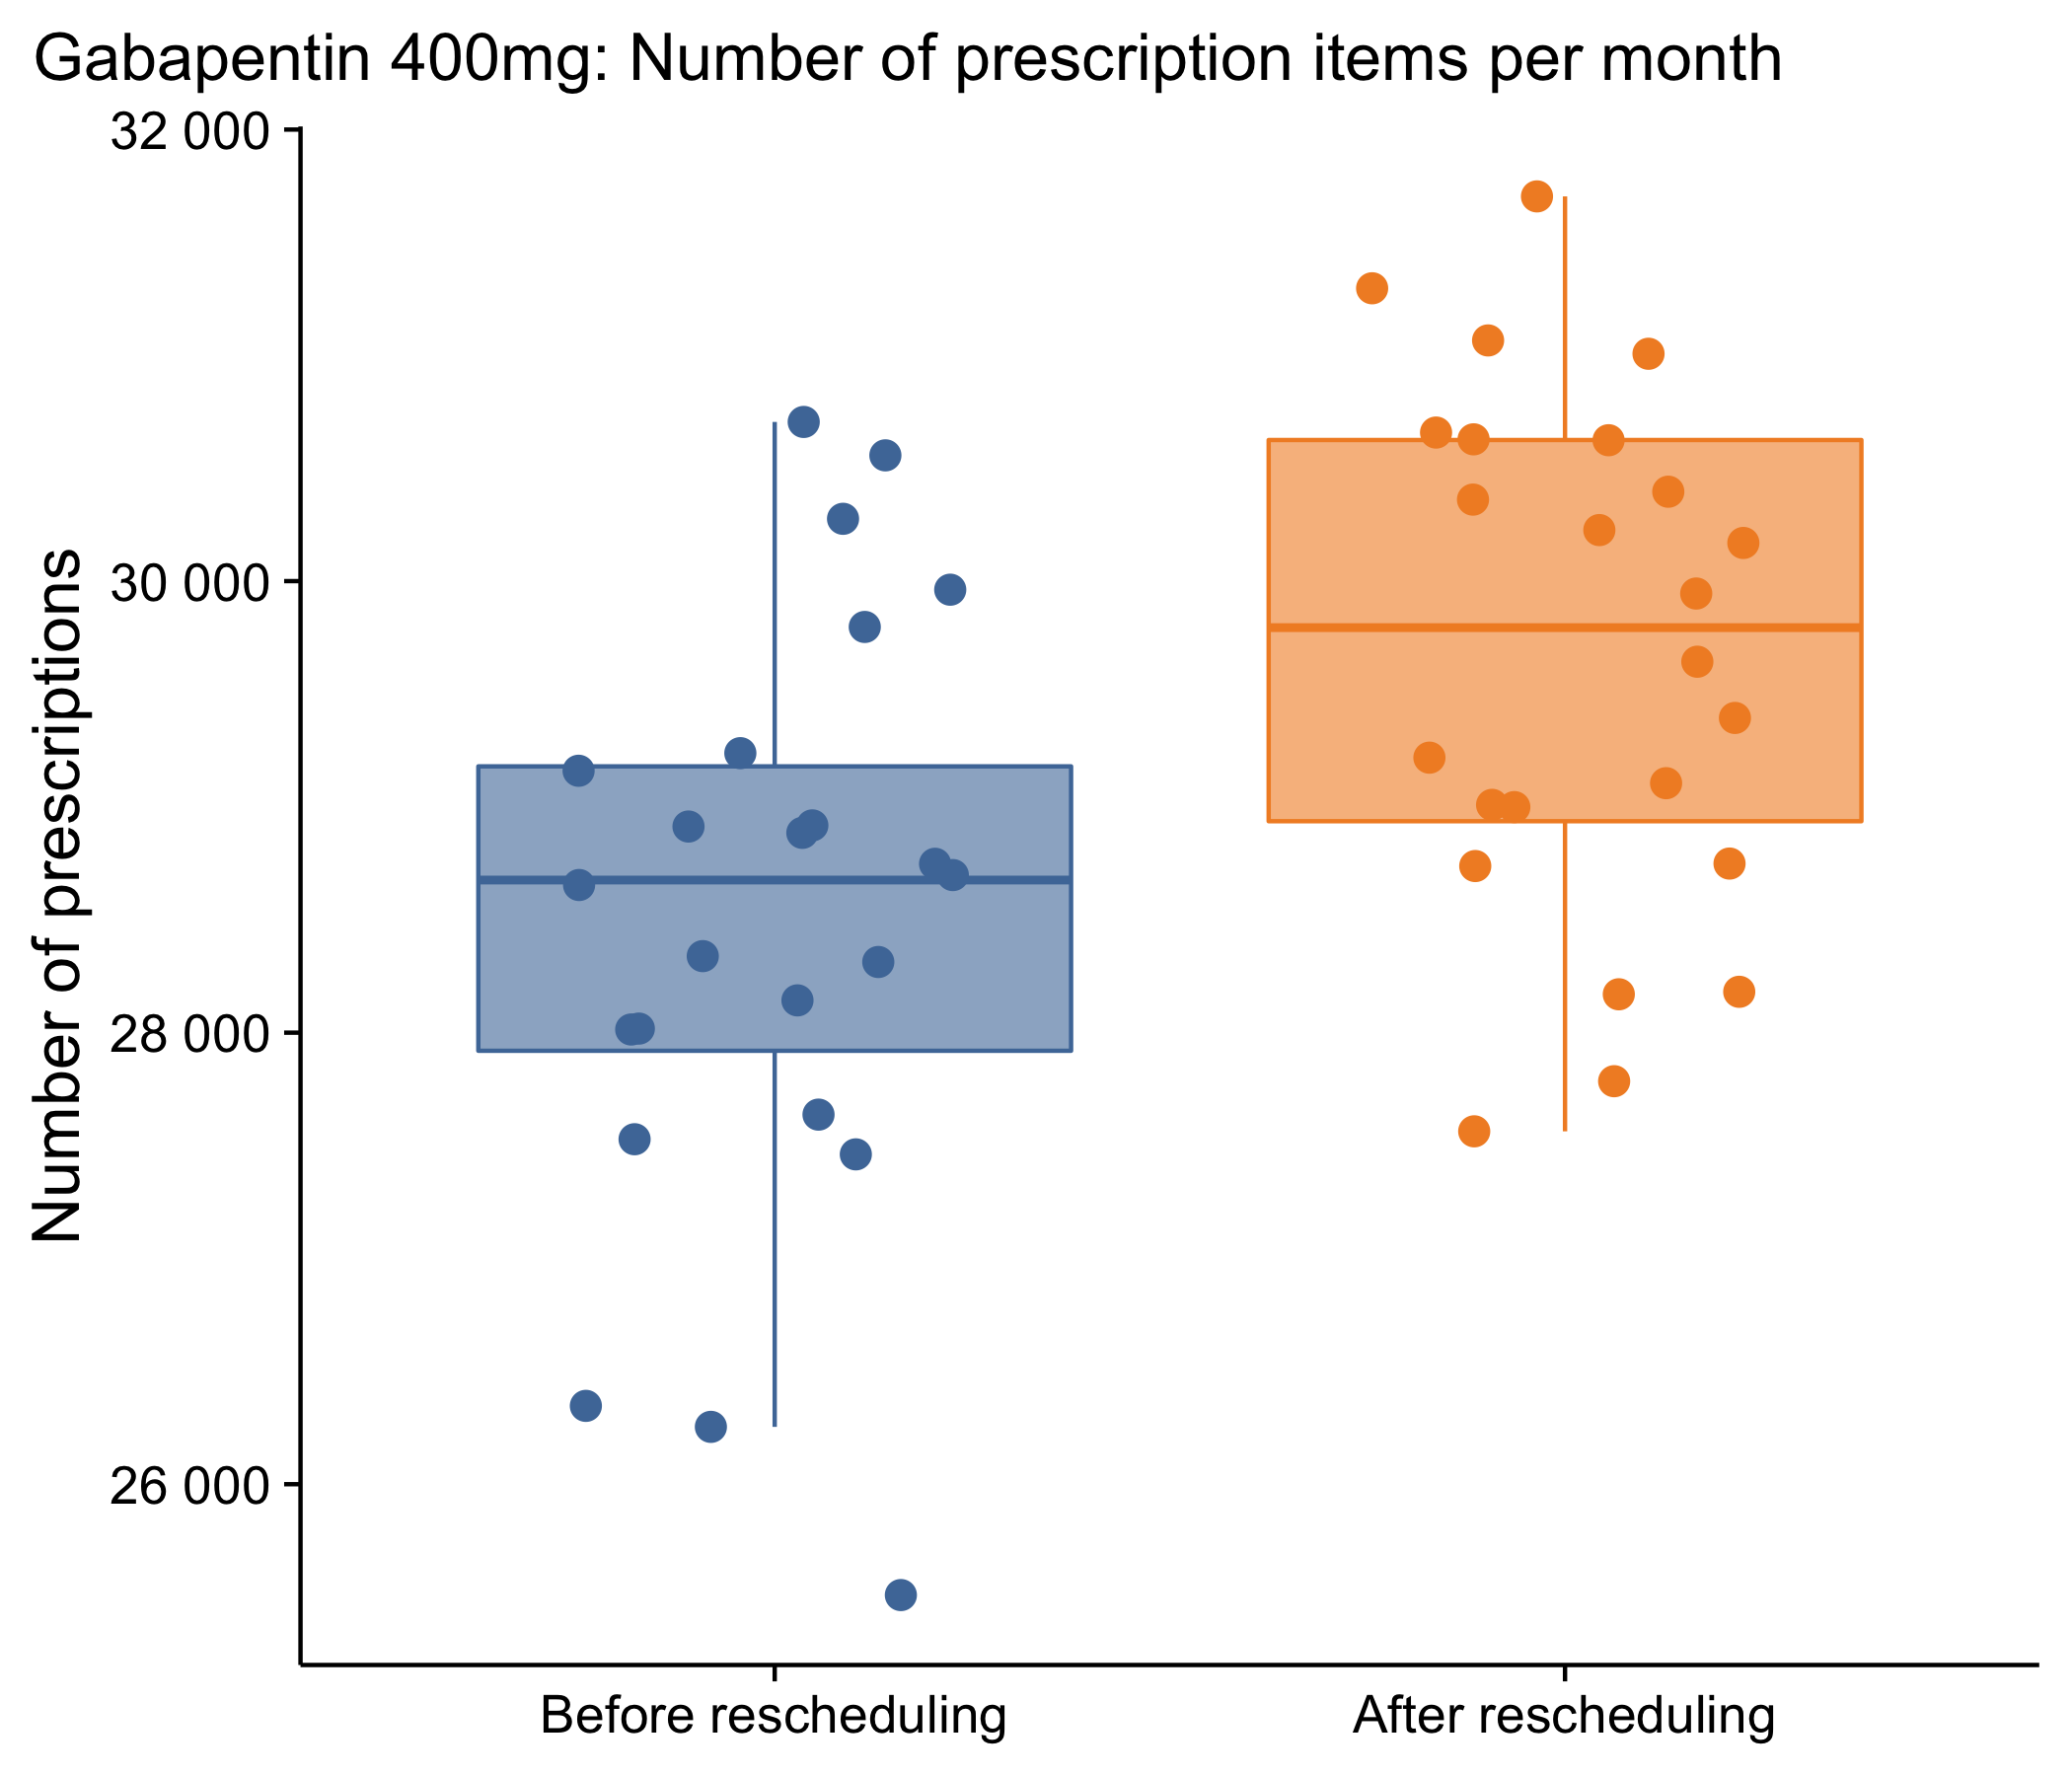 Gabapentin 400mg: Number of prescription items per month
32 000
30 000
28 000
26 000
Number of prescriptions
Before rescheduling
After rescheduling